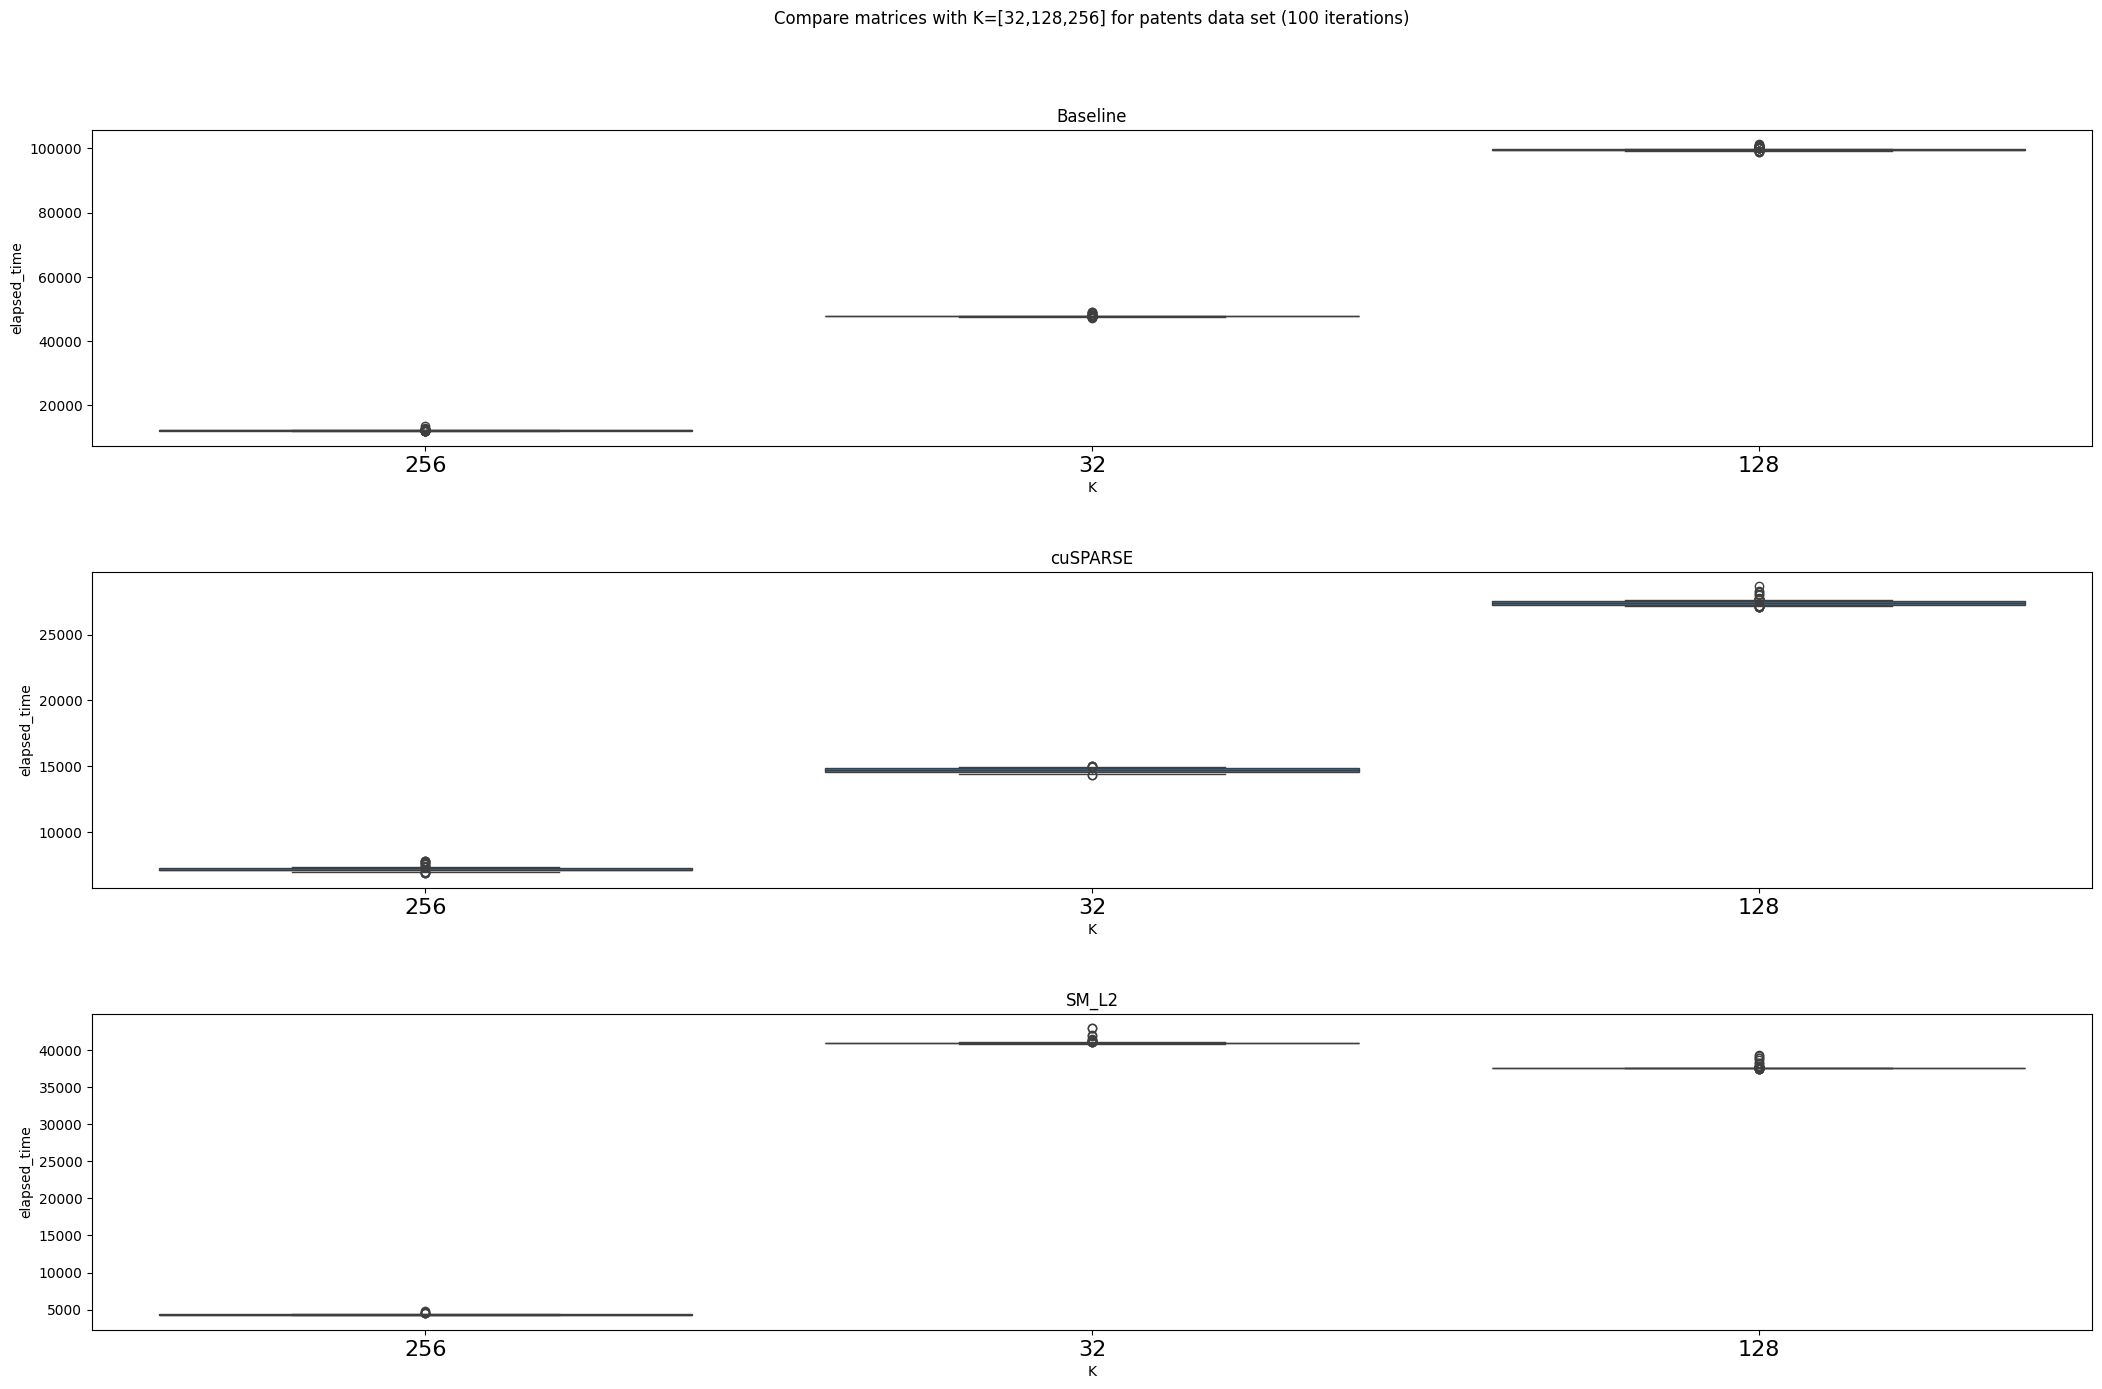 Compare matrices with K=[32,128,256] for patents data set (100 iterations)
Baseline
100000
80000
60000
40000
20000
elapsed_time
256
32
128
K
cuSPARSE
25000
20000
15000
10000
elapsed_time
256
32
128
K
SM_L2
40000
35000
30000
25000
20000
15000
10000
5000
elapsed_time
256
32
128
K